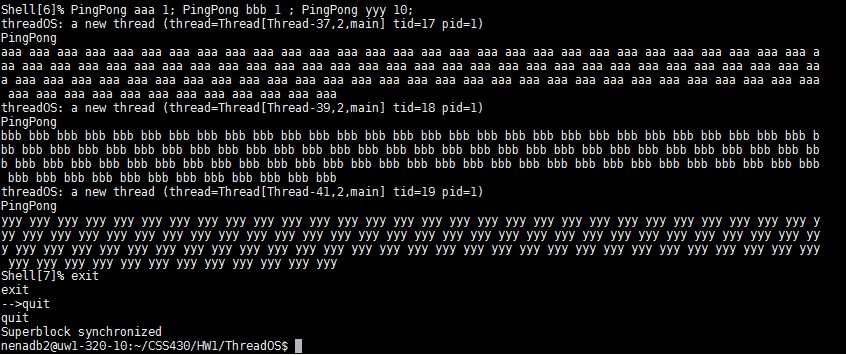 Shell[6]% PingPong aaa 1; PingPong bbb 1 ; PingPong yyy 10;
threadOS: a new thread (thread=Thread[Thread-37,2,main] tid=17 pid=1)
PingPong
aaa aaa aaa aaa aaa aaa aaa aaa aaa aaa aaa aaa aaa aaa aaa aaa aaa aaa aaa aaa aaa aaa aaa aaa aaa aaa aaa aaa aaa a
aa aaa aaa aaa aaa aaa aaa aaa aaa aaa aaa aaa aaa aaa aaa aaa aaa aaa aaa aaa aaa aaa aaa aaa aaa aaa aaa aaa aaa aa
a aaa aaa aaa aaa aaa aaa aaa aaa aaa aaa aaa aaa aaa aaa aaa aaa aaa aaa aaa aaa aaa aaa aaa aaa aaa aaa aaa aaa aaa
 aaa aaa aaa aaa aaa aaa aaa aaa aaa aaa aaa aaa
threadOS: a new thread (thread=Thread[Thread-39,2,main] tid=18 pid=1)
PingPong
bbb bbb bbb bbb bbb bbb bbb bbb bbb bbb bbb bbb bbb bbb bbb bbb bbb bbb bbb bbb bbb bbb bbb bbb bbb bbb bbb bbb bbb b
bb bbb bbb bbb bbb bbb bbb bbb bbb bbb bbb bbb bbb bbb bbb bbb bbb bbb bbb bbb bbb bbb bbb bbb bbb bbb bbb bbb bbb bb
b bbb bbb bbb bbb bbb bbb bbb bbb bbb bbb bbb bbb bbb bbb bbb bbb bbb bbb bbb bbb bbb bbb bbb bbb bbb bbb bbb bbb bbb
 bbb bbb bbb bbb bbb bbb bbb bbb bbb bbb bbb bbb
threadOS: a new thread (thread=Thread[Thread-41,2,main] tid=19 pid=1)
PingPong
yyy yyy yyy yyy yyy yyy yyy yyy yyy yyy yyy yyy yyy yyy yyy yyy yyy yyy yyy yyy yyy yyy yyy yyy yyy yyy yyy yyy yyy y
yy yyy yyy yyy yyy yyy yyy yyy yyy yyy yyy yyy yyy yyy yyy yyy yyy yyy yyy yyy yyy yyy yyy yyy yyy yyy yyy yyy yyy yy
y yyy yyy yyy yyy yyy yyy yyy yyy yyy yyy yyy yyy yyy yyy yyy yyy yyy yyy yyy yyy yyy yyy yyy yyy yyy yyy yyy yyy yyy
 yyy yyy yyy yyy yyy yyy yyy yyy yyy yyy yyy yyy
Shell[7]% exit
exit
-->quit
quit
Superblock synchronized
nenadb2@uw1-320-10:~/CSS430/HW1/ThreadOS$